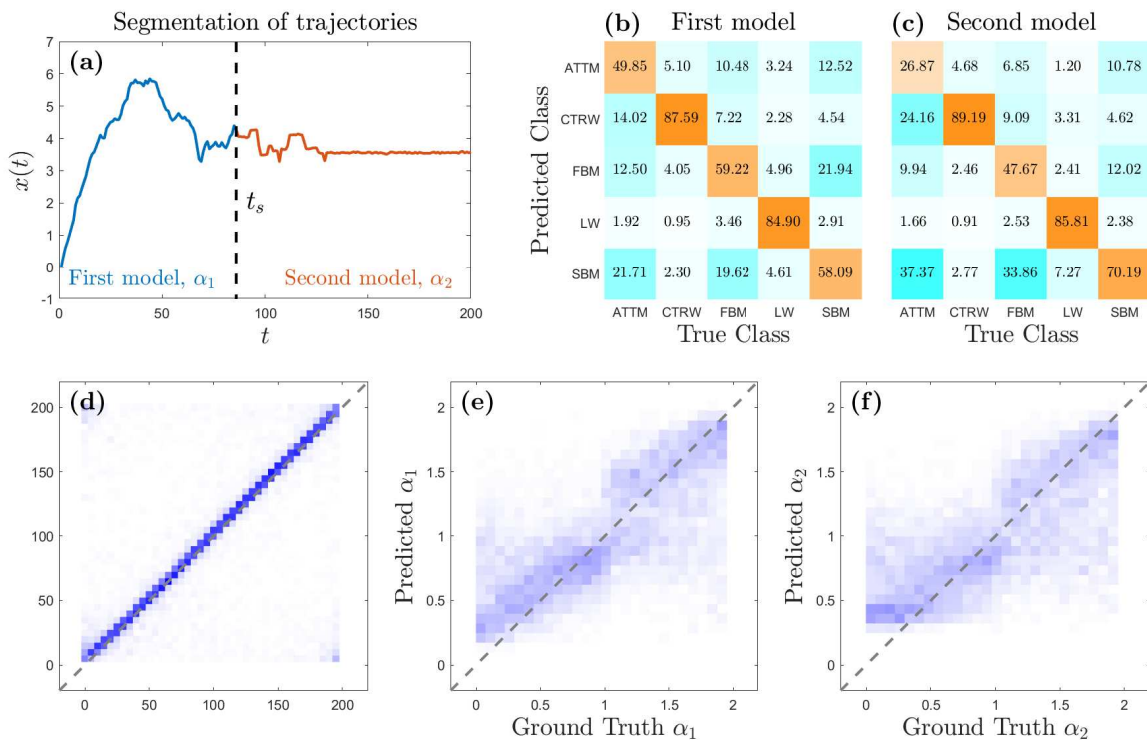 Segmentation of trajectories
(a)
7
6
5
4
3
2
1
0
-1
x(t)
t_s
First model, α₁
Second model, α₂
0 50 100 150 200
t
(b) First model
ATTM 49.85 5.10 10.48 3.24 12.52
CTRW 14.02 87.59 7.22 2.28 4.54
FBM 12.50 4.05 59.22 4.96 21.94
LW 1.92 0.95 3.46 84.90 2.91
SBM 21.71 2.30 19.62 4.61 58.09
ATTM CTRW FBM LW SBM
Predicted Class
True Class
(c) Second model
26.87 4.68 6.85 1.20 10.78
24.16 89.19 9.09 3.31 4.62
9.94 2.46 47.67 2.41 12.02
1.66 0.91 2.53 85.81 2.38
37.37 2.77 33.86 7.27 70.19
ATTM CTRW FBM LW SBM
True Class
(d)
200
150
100
50
0
0 50 100 150 200
(e)
2
1.5
1
0.5
0
Predicted α₁
0 0.5 1 1.5 2
Ground Truth α₁
(f)
2
1.5
1
0.5
0
Predicted α₂
0 0.5 1 1.5 2
Ground Truth α₂